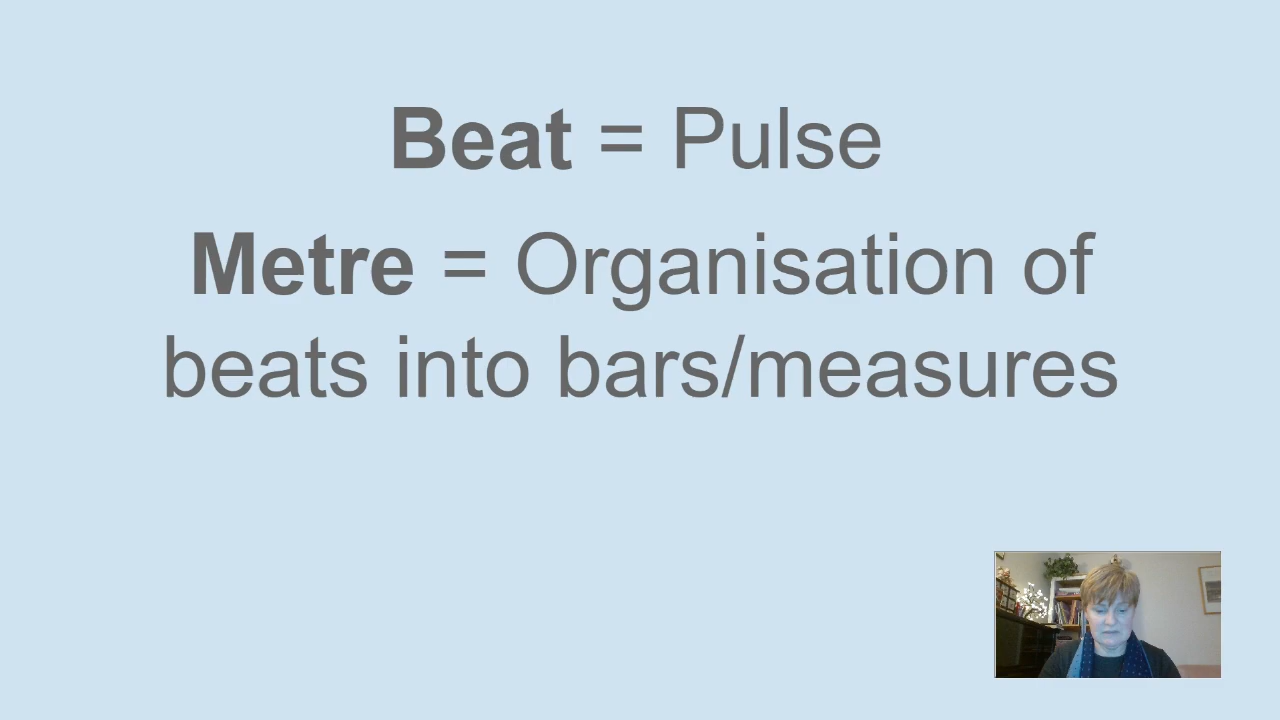 Beat = Pulse
Metre = Organisation of
beats into bars/measures